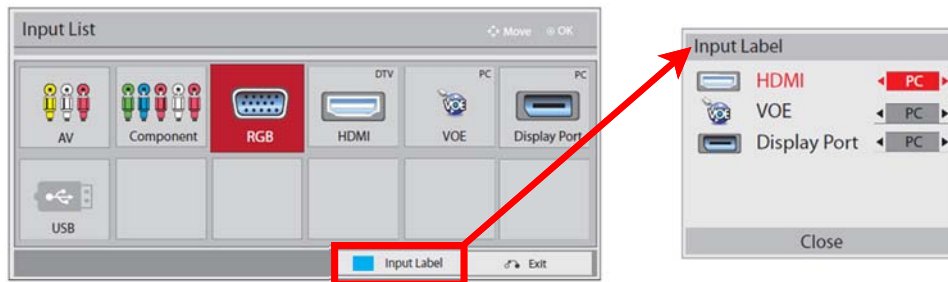 Input List
Move OK
DTV PC PC
VOE
AV Component RGB HDMI VOE Display Port
USB
Input Label Exit
Input Label
HDMI PC
VOE PC
Display Port PC
Close